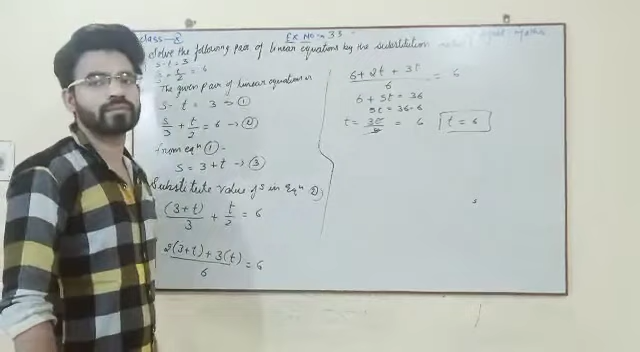 class - X
Ex. No - 3.3
Solve the following pair of linear equations by the substitution
s - t = 3
s/3 + t/2 = 6
The given pair of linear equation is
s - t = 3 → ①
s/3 + t/2 = 6 → ②
from eqn ① -
s = 3 + t → ③
Substitute value of s in Eqn ②
(3+t)/3 + t/2 = 6
2(3+t) + 3(t)/6 = 6
6 + 2t + 3t/6 = 6
6 + 5t = 36
5t = 36 - 6
t = 30/5 = 6 t = 6